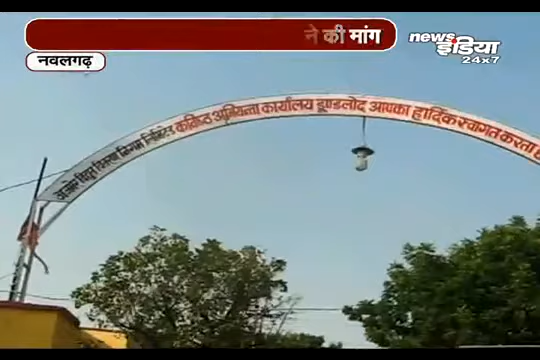 ने की मांग
news
इंडिया
24x7
नवलगढ़
अजमेर विद्युत वितरण निगम लिमिटेड कनिष्ठ अभियन्ता कार्यालय डूण्डलोद आपका हार्दिक स्वागत करता है